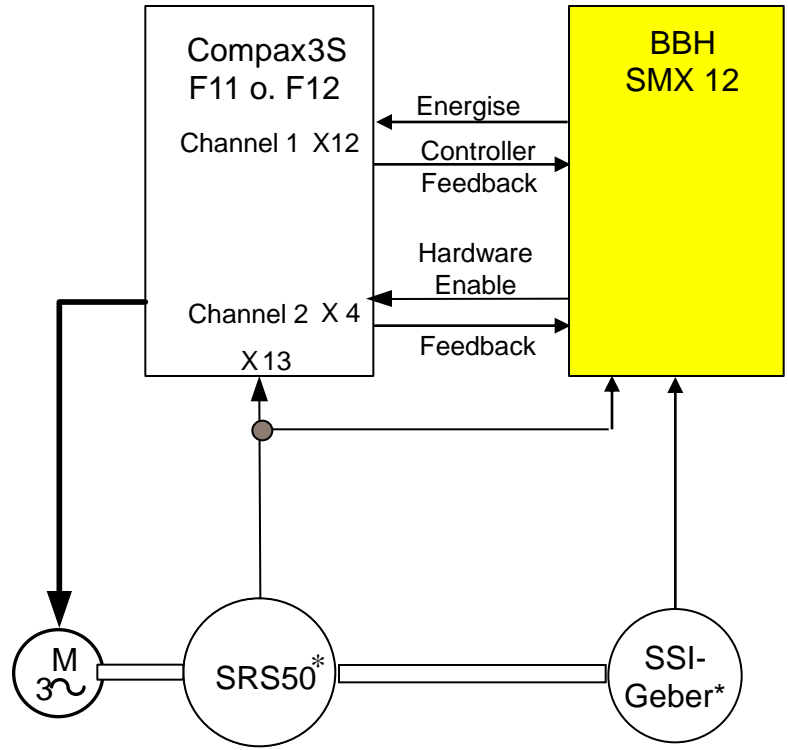 Compax3S
F11 o. F12
BBH
SMX 12
Energise
Channel 1 X12
Controller
Feedback
Hardware
Enable
Channel 2 X 4
Feedback
X 13
M
3
SRS50*
SSI-
Geber*